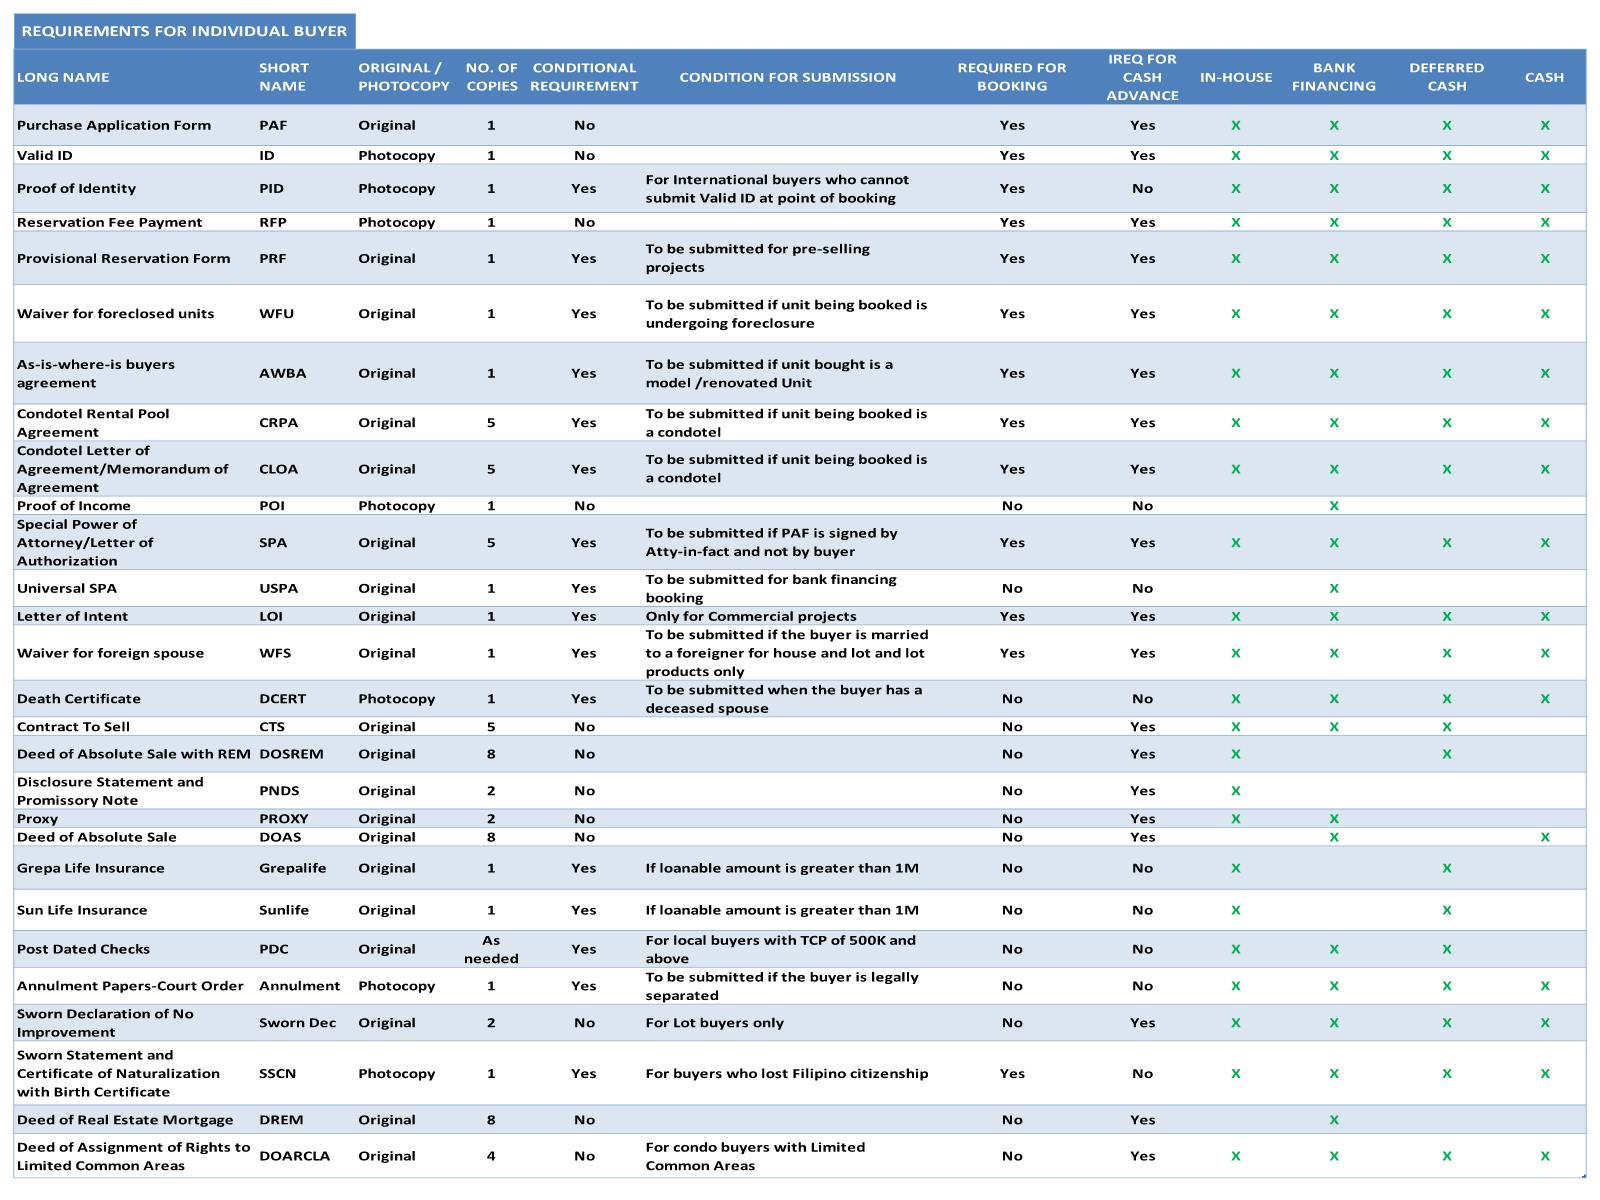 REQUIREMENTS FOR INDIVIDUAL BUYER
LONG NAME SHORT NAME ORIGINAL / PHOTOCOPY NO. OF COPIES CONDITIONAL REQUIREMENT CONDITION FOR SUBMISSION REQUIRED FOR BOOKING IREQ FOR CASH ADVANCE IN-HOUSE BANK FINANCING DEFERRED CASH CASH
Purchase Application Form PAF Original 1 No Yes Yes X X X X
Valid ID ID Photocopy 1 No Yes Yes X X X X
Proof of Identity PID Photocopy 1 Yes For International buyers who cannot submit Valid ID at point of booking Yes No X X X X
Reservation Fee Payment RFP Photocopy 1 No Yes Yes X X X X
Provisional Reservation Form PRF Original 1 Yes To be submitted for pre-selling projects Yes Yes X X X X
Waiver for foreclosed units WFU Original 1 Yes To be submitted if unit being booked is undergoing foreclosure Yes Yes X X X X
As-is-where-is buyers agreement AWBA Original 1 Yes To be submitted if unit bought is a model /renovated Unit Yes Yes X X X X
Condotel Rental Pool Agreement CRPA Original 5 Yes To be submitted if unit being booked is a condotel Yes Yes X X X X
Condotel Letter of Agreement/Memorandum of Agreement CLOA Original 5 Yes To be submitted if unit being booked is a condotel Yes Yes X X X X
Proof of Income POI Photocopy 1 No No No X
Special Power of Attorney/Letter of Authorization SPA Original 5 Yes To be submitted if PAF is signed by Atty-in-fact and not by buyer Yes Yes X X X X
Universal SPA USPA Original 1 Yes To be submitted for bank financing booking No No X
Letter of Intent LOI Original 1 Yes Only for Commercial projects Yes Yes X X X X
Waiver for foreign spouse WFS Original 1 Yes To be submitted if the buyer is married to a foreigner for house and lot and lot products only Yes Yes X X X X
Death Certificate DCERT Photocopy 1 Yes To be submitted when the buyer has a deceased spouse No No X X X X
Contract To Sell CTS Original 5 No No Yes X X X
Deed of Absolute Sale with REM DOSREM Original 8 No No Yes X X
Disclosure Statement and Promissory Note PNDS Original 2 No No Yes X
Proxy PROXY Original 2 No No Yes X X
Deed of Absolute Sale DOAS Original 8 No No Yes X X
Grepa Life Insurance Grepalife Original 1 Yes If loanable amount is greater than 1M No No X X
Sun Life Insurance Sunlife Original 1 Yes If loanable amount is greater than 1M No No X X
Post Dated Checks PDC Original As needed Yes For local buyers with TCP of 500K and above No No X X X
Annulment Papers-Court Order Annulment Photocopy 1 Yes To be submitted if the buyer is legally separated No No X X X X
Sworn Declaration of No Improvement Sworn Dec Original 2 No For Lot buyers only No Yes X X X X
Sworn Statement and Certificate of Naturalization with Birth Certificate SSCN Photocopy 1 Yes For buyers who lost Filipino citizenship Yes No X X X X
Deed of Real Estate Mortgage DREM Original 8 No No Yes X
Deed of Assignment of Rights to Limited Common Areas DOARCLA Original 4 No For condo buyers with Limited Common Areas No Yes X X X X